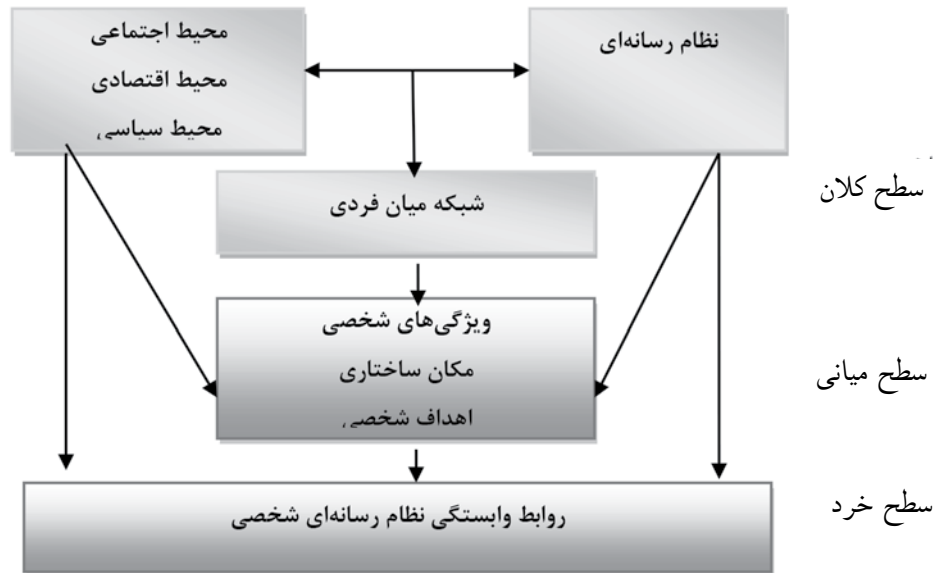 نظام رسانه‌ای
محیط اجتماعی
محیط اقتصادی
محیط سیاسی
سطح کلان
شبکه میان فردی
ویژگی‌های شخصی
مکان ساختاری
اهداف شخصی
سطح میانی
روابط وابستگی نظام رسانه‌ای شخصی
سطح خرد